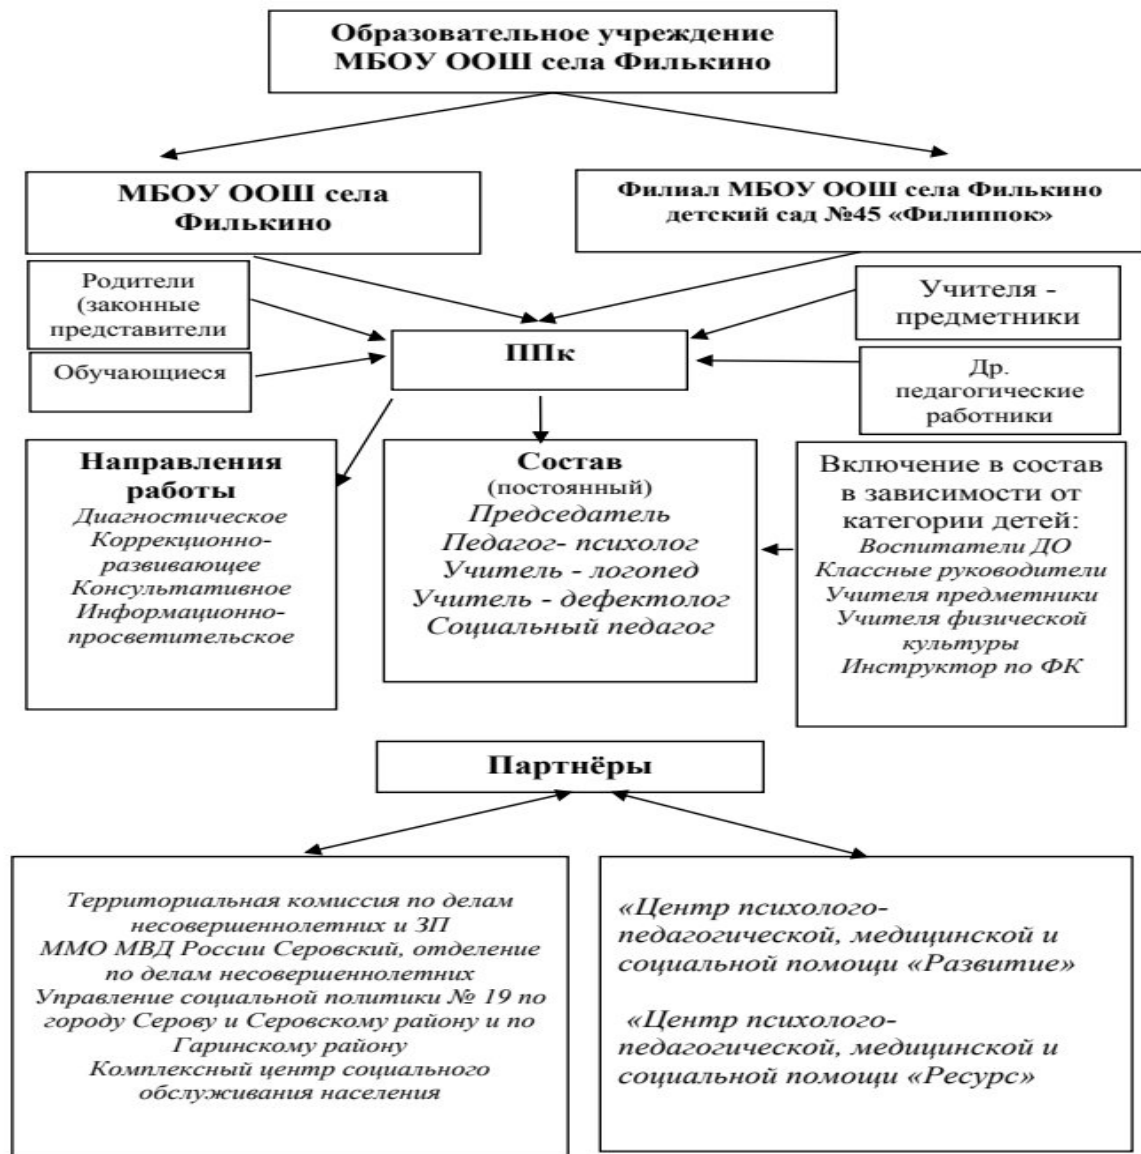 Образовательное учреждение
МБОУ ООШ села Филькино
МБОУ ООШ села
Филькино
Филиал МБОУ ООШ села Филькино
детский сад №45 «Филиппок»
Родители
(законные
представители
Учителя -
предметники
ППк
Обучающиеся
Др.
педагогические
работники
Направления
работы
Диагностическое
Коррекционно-
развивающее
Консультативное
Информационно-
просветительское
Состав
(постоянный)
Председатель
Педагог- психолог
Учитель - логопед
Учитель - дефектолог
Социальный педагог
Включение в состав
в зависимости от
категории детей:
Воспитатели ДО
Классные руководители
Учителя предметники
Учителя физической
культуры
Инструктор по ФК
Партнёры
Территориальная комиссия по делам
несовершеннолетних и ЗП
ММО МВД России Серовский, отделение
по делам несовершеннолетних
Управление социальной политики № 19 по
городу Серову и Серовскому району и по
Гаринскому району
Комплексный центр социального
обслуживания населения
«Центр психолого-
педагогической, медицинской и
социальной помощи «Развитие»
«Центр психолого-
педагогической, медицинской и
социальной помощи «Ресурс»